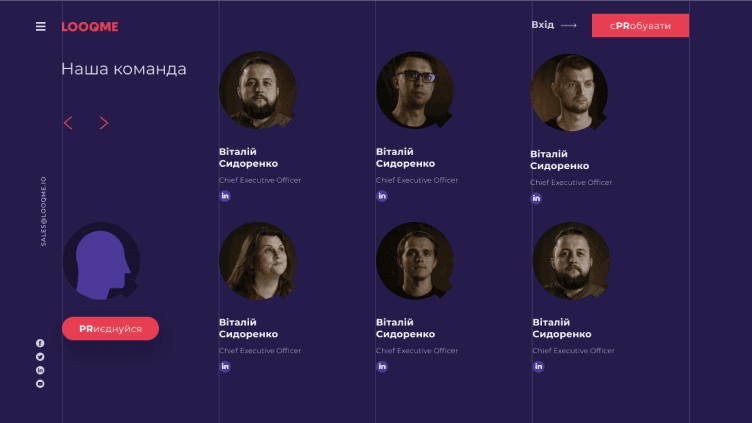 LOOQME
Вхід
сPRобувати
Наша команда
Віталій
Сидоренко
Chief Executive Officer
in
Віталій
Сидоренко
Chief Executive Officer
in
Віталій
Сидоренко
Chief Executive Officer
in
SALES@LOOQME.IO
PRиєднуйся
Віталій
Сидоренко
Chief Executive Officer
in
Віталій
Сидоренко
Chief Executive Officer
in
Віталій
Сидоренко
Chief Executive Officer
in